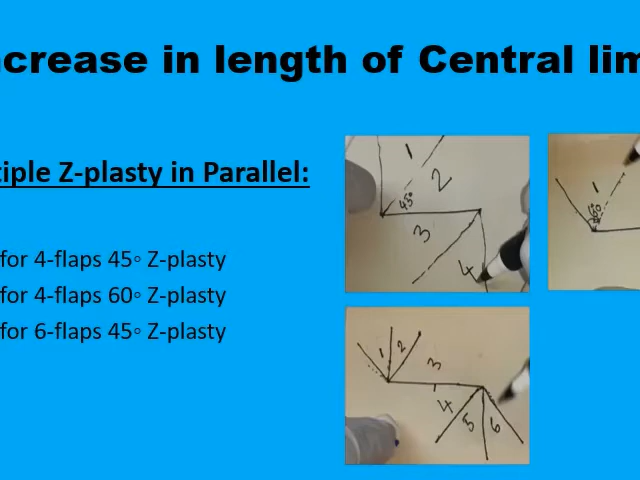 ncrease in length of Central lim
tiple Z-plasty in Parallel:
for 4-flaps 45◦ Z-plasty
for 4-flaps 60◦ Z-plasty
for 6-flaps 45◦ Z-plasty
1
2
45°
3
4
1
60°
1 2
3
4
5 6